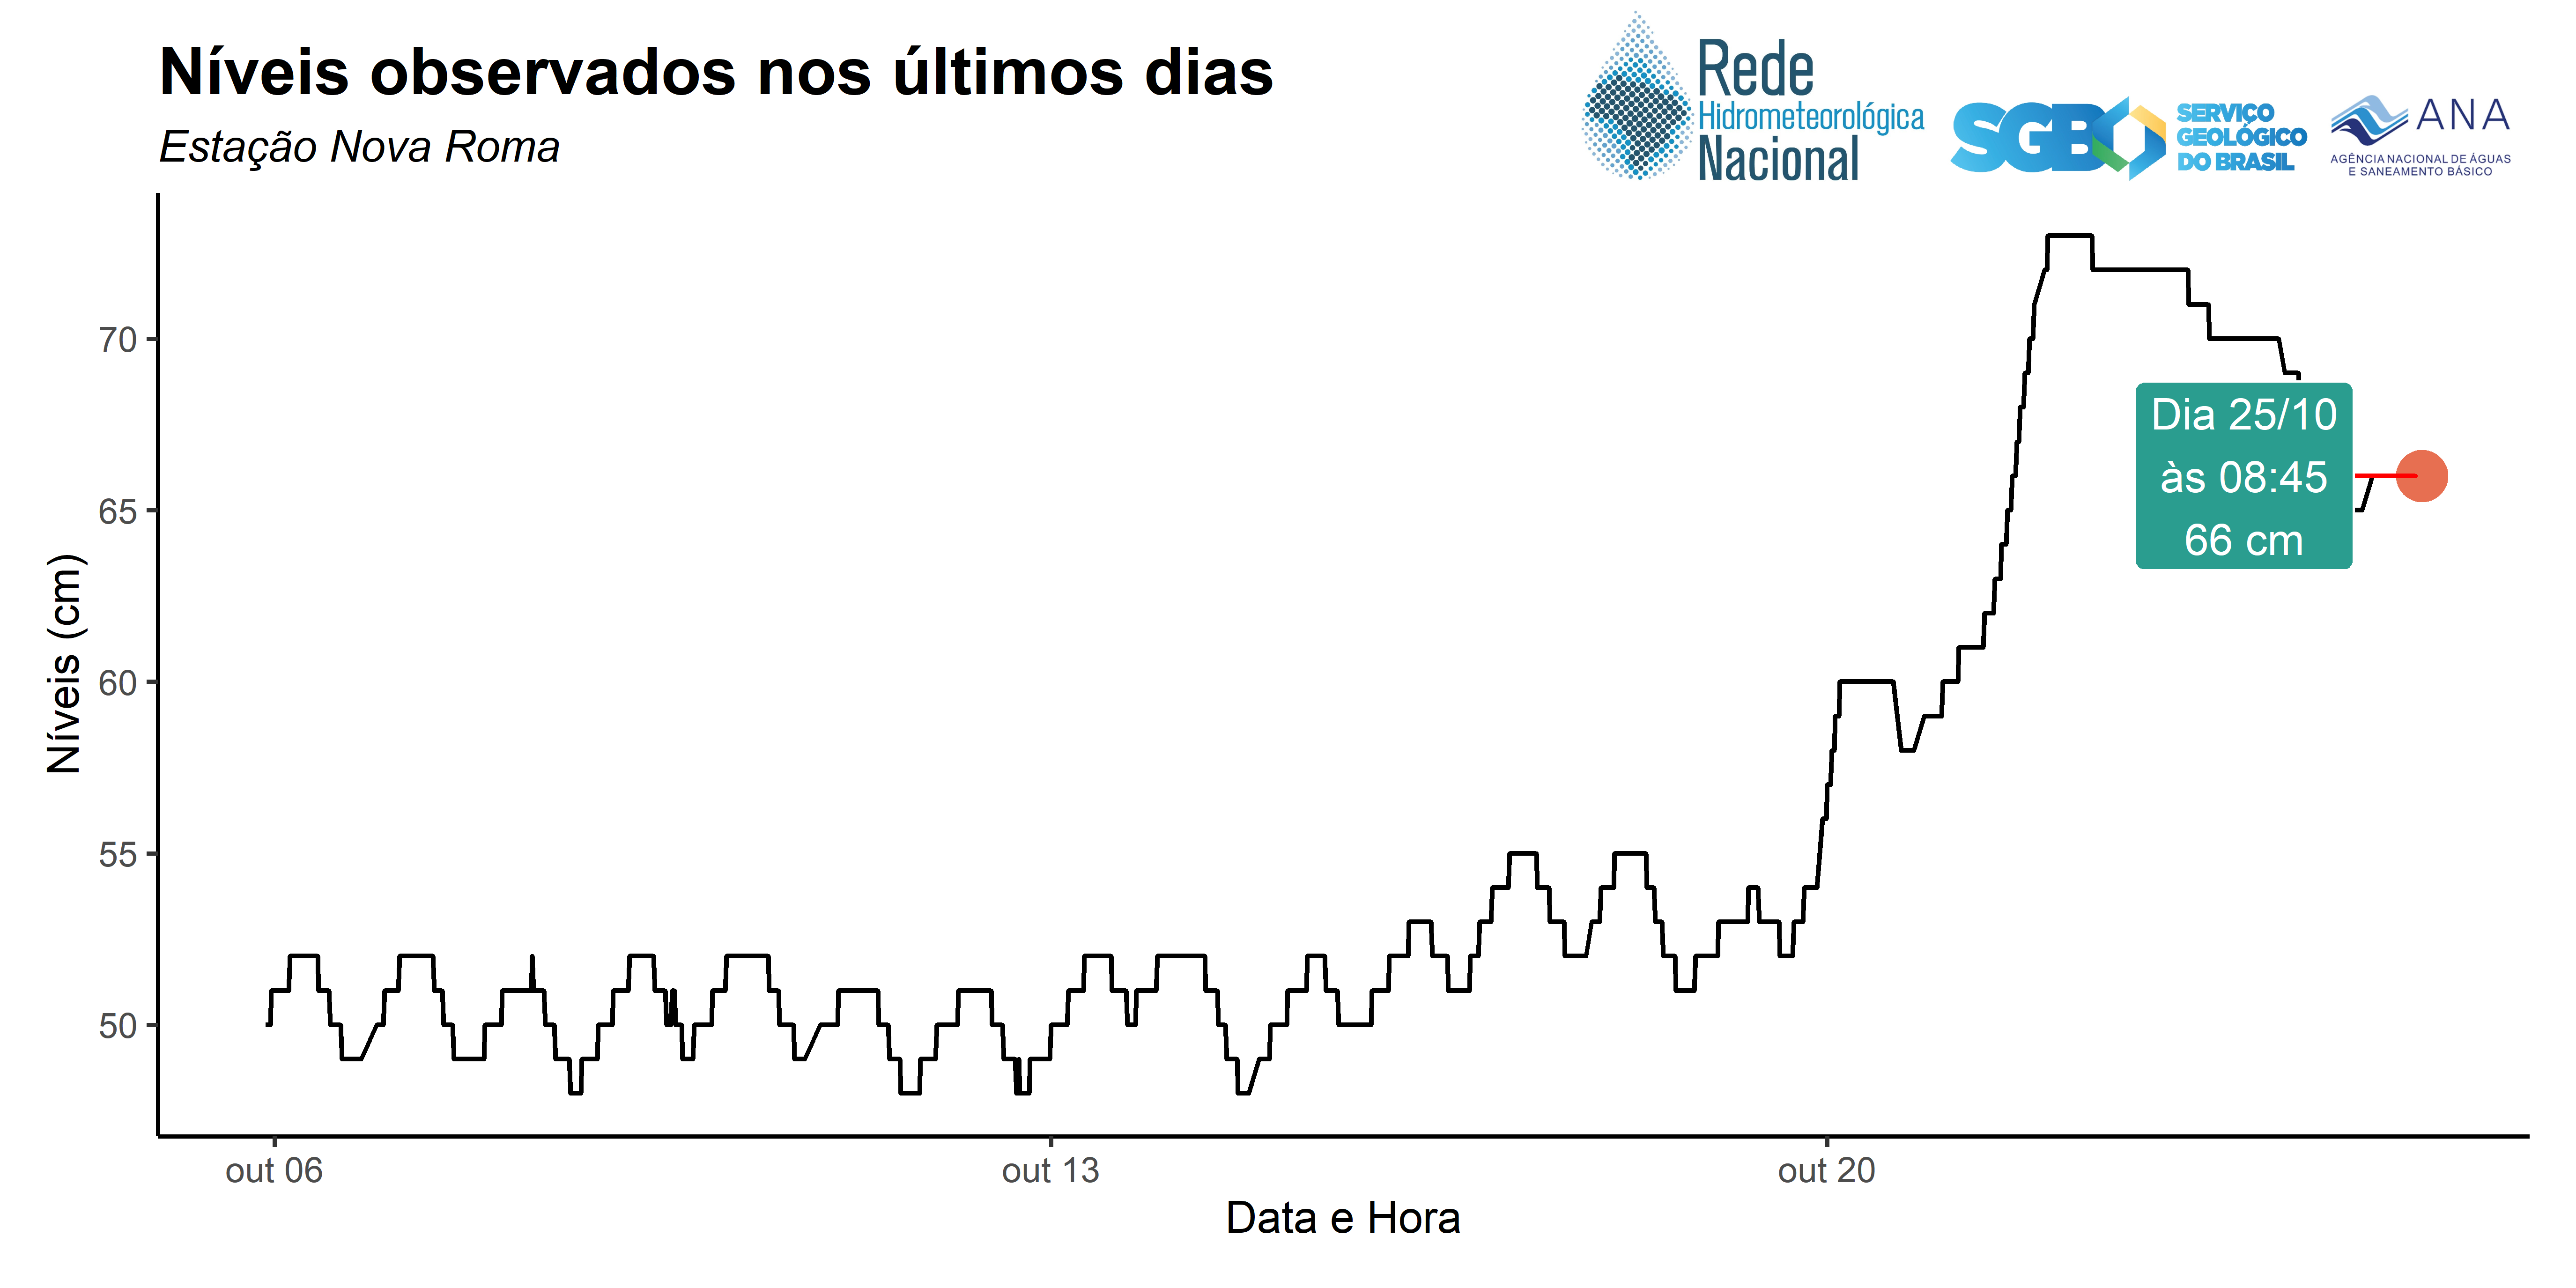 Níveis observados nos últimos dias
Estação Nova Roma
Rede
Hidrometeorológica
Nacional
SGB
SERVIÇO
GEOLÓGICO
DO BRASIL
ANA
AGÊNCIA NACIONAL DE ÁGUAS
E SANEAMENTO BÁSICO
Níveis (cm)
70
65
60
55
50
Dia 25/10
às 08:45
66 cm
out 06
out 13
out 20
Data e Hora